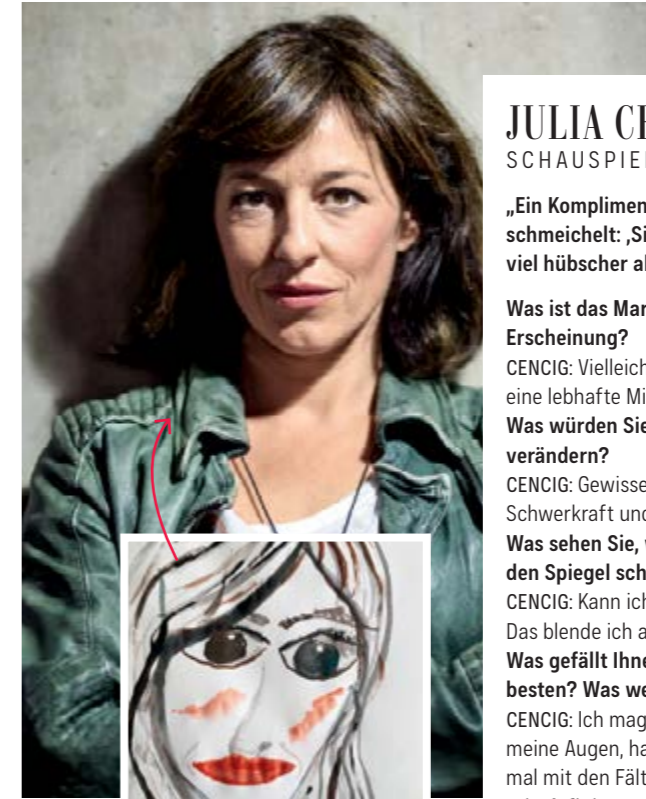 JULIA CE
SCHAUSPIE
„Ein Komplimen
schmeichelt: ‚Si
viel hübscher al
Was ist das Mar
Erscheinung?
CENCIG: Vielleich
eine lebhafte Mi
Was würden Sie
verändern?
CENCIG: Gewisse
Schwerkraft und
Was sehen Sie,
den Spiegel sch
CENCIG: Kann ich
Das blende ich a
Was gefällt Ihne
besten? Was we
CENCIG: Ich mag
meine Augen, ha
mal mit den Fält